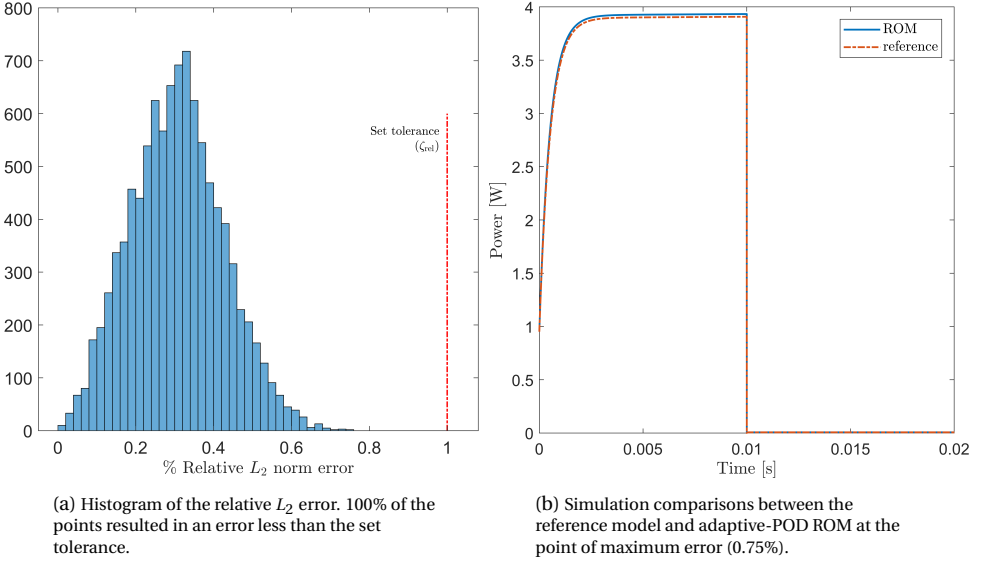 800
700
600
500
400
300
200
100
0
0
0.2
0.4
0.6
0.8
1
Set tolerance
(ζrel)
% Relative L2 norm error
4
3.5
3
2.5
2
1.5
1
0.5
0
0
0.005
0.01
0.015
0.02
Power [W]
Time [s]
ROM
reference
(a) Histogram of the relative L2 error. 100% of the
points resulted in an error less than the set
tolerance.
(b) Simulation comparisons between the
reference model and adaptive-POD ROM at the
point of maximum error (0.75%).